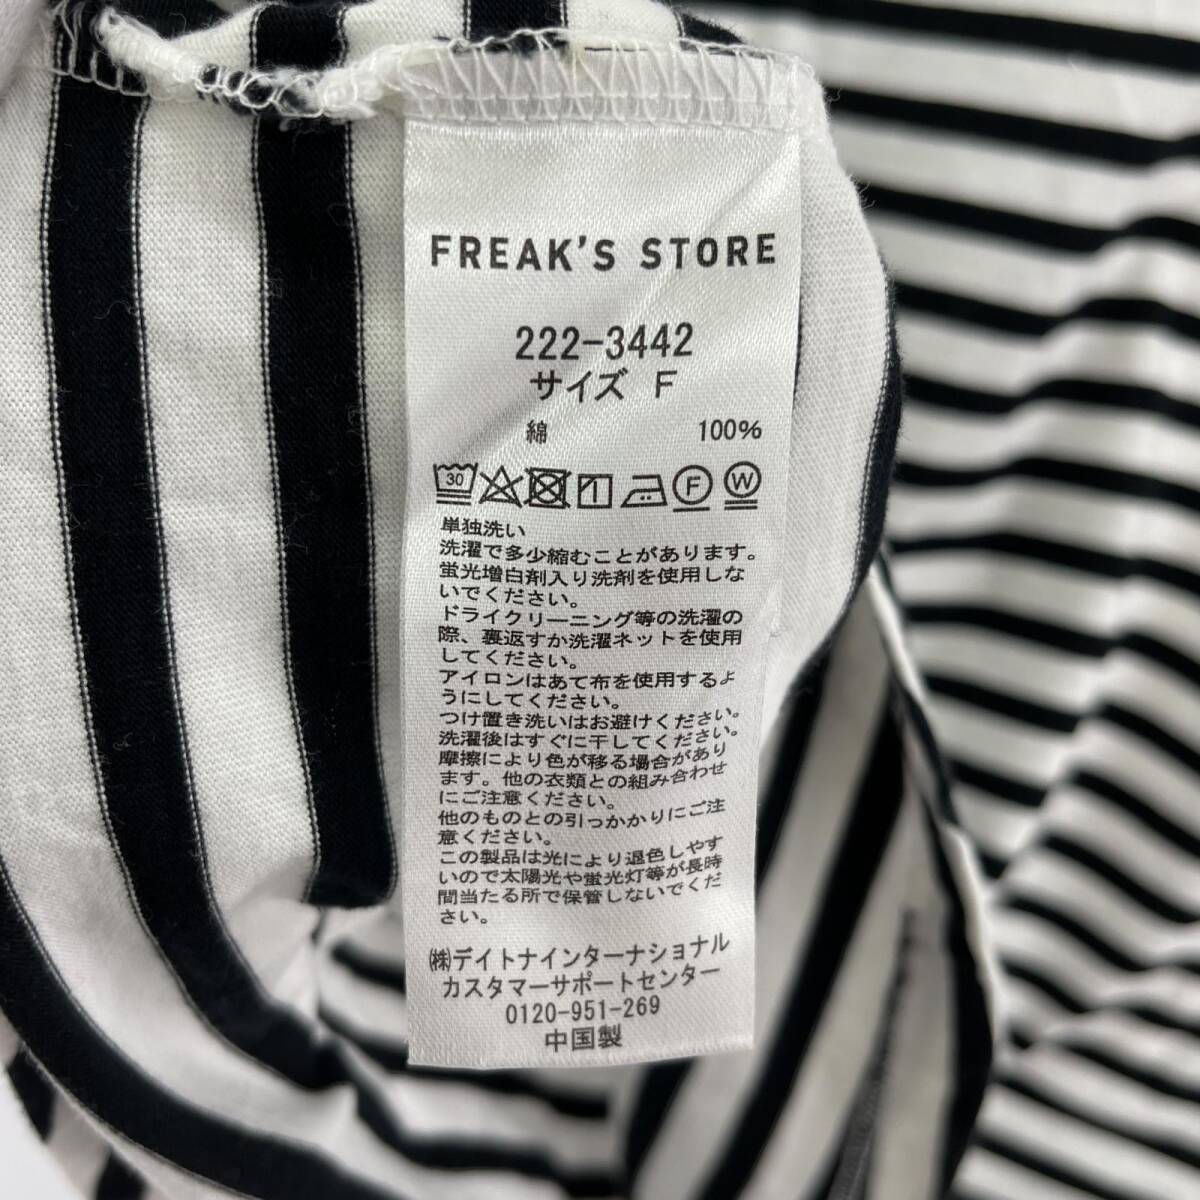 FREAK'S STORE
222-3442
サイズ F
綿 100%
30 F W
単独洗い
洗濯で多少縮むことがあります。
蛍光増白剤入り洗剤を使用しな
いでください。
ドライクリーニング等の洗濯の
際、裏返すか洗濯ネットを使用
してください。
アイロンはあて布を使用するよ
うにしてください。
つけ置き洗いはお避けください。
洗濯後はすぐに干してください。
摩擦により色が移る場合があり
ます。他の衣類との組み合わせ
にご注意ください。
他のものとの引っかかりにご注
意ください。
この製品は光により退色しやす
いので太陽光や蛍光灯等が長時
間当たる所で保管しないでくだ
さい。
㈱デイトナインターナショナル
カスタマーサポートセンター
0120-951-269
中国製